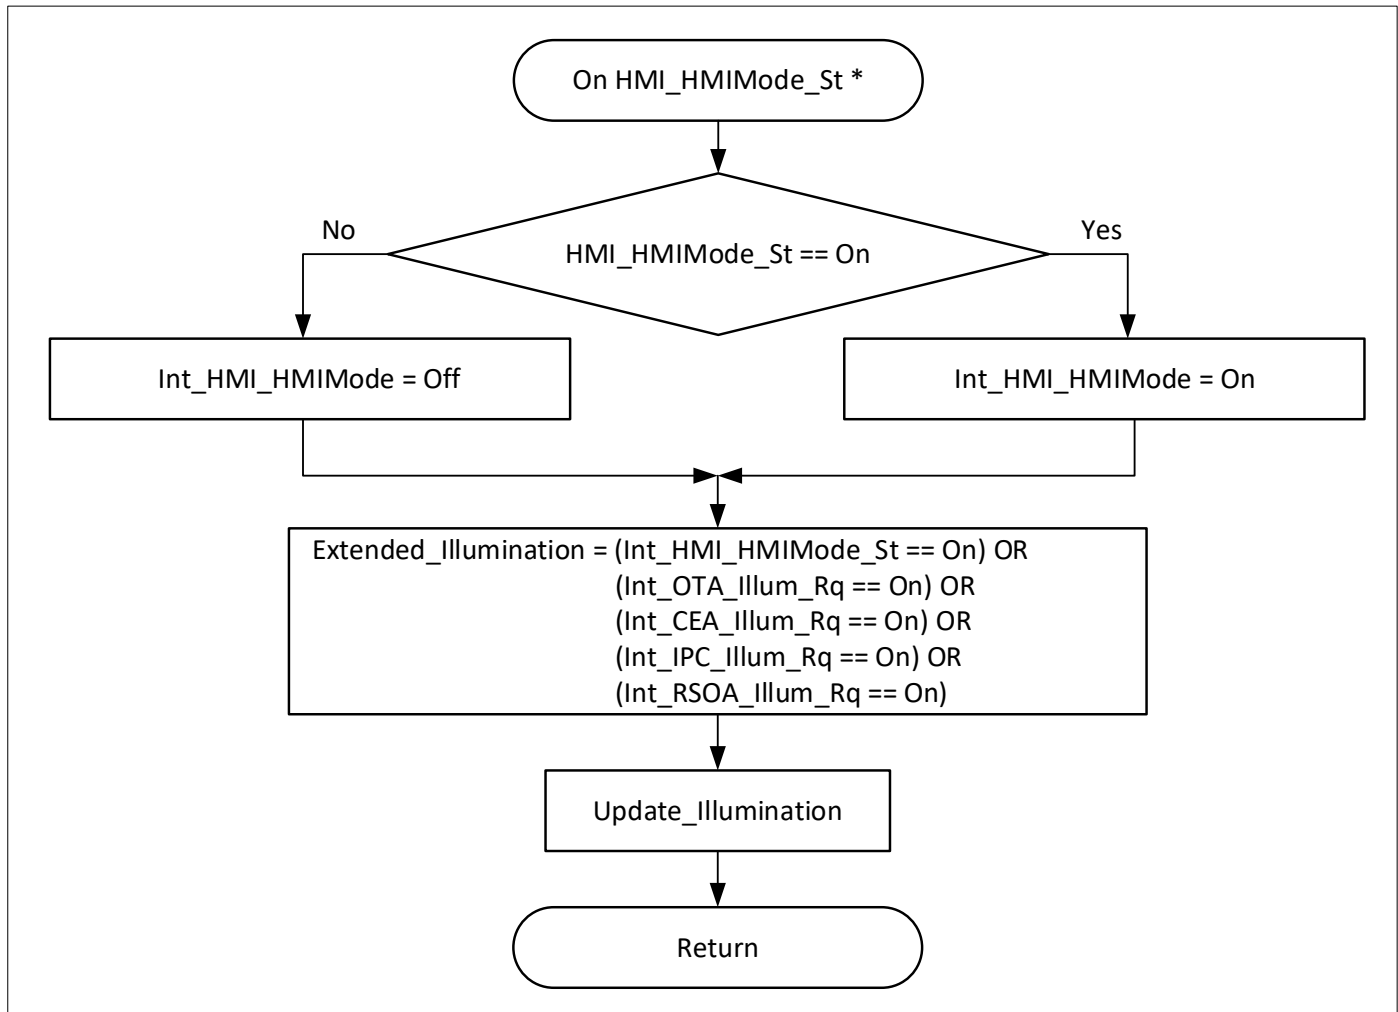 On HMI_HMIMode_St *
No
Yes
HMI_HMIMode_St == On
Int_HMI_HMIMode = Off
Int_HMI_HMIMode = On
Extended_Illumination = (Int_HMI_HMIMode_St == On) OR
(Int_OTA_Illum_Rq == On) OR
(Int_CEA_Illum_Rq == On) OR
(Int_IPC_Illum_Rq == On) OR
(Int_RSOA_Illum_Rq == On)
Update_Illumination
Return